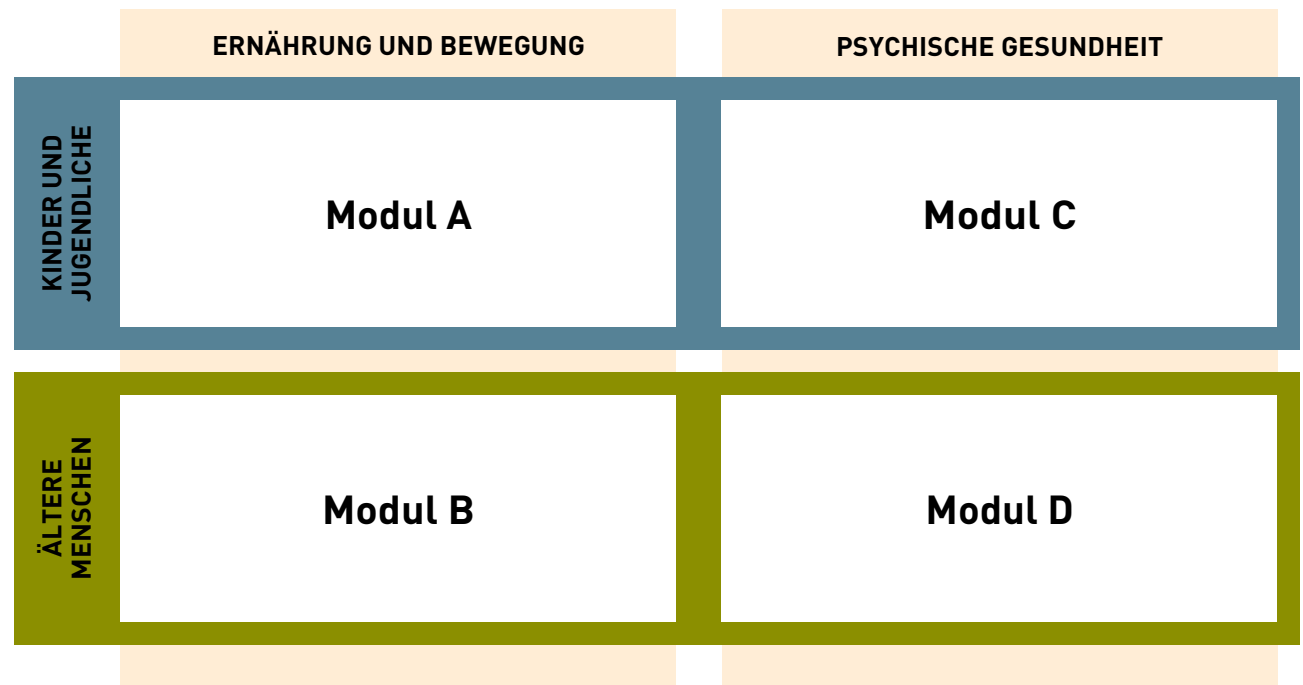 ERNÄHRUNG UND BEWEGUNG
PSYCHISCHE GESUNDHEIT
KINDER UND
JUGENDLICHE
Modul A
Modul C
ÄLTERE
MENSCHEN
Modul B
Modul D